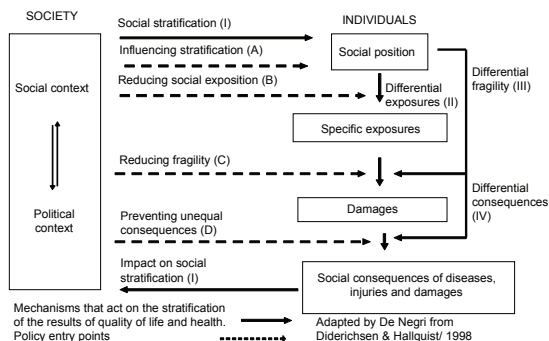 SOCIETY
INDIVIDUALS
Social stratification (I)
Influencing stratification (A)
Social position
Differential
fragility (III)
Social context
Reducing social exposition (B)
Differential
exposures (II)
Specific exposures
Reducing fragility (C)
Differential
consequences
(IV)
Political
context
Damages
Preventing unequal
consequences (D)
Impact on social
stratification (I)
Social consequences of diseases,
injuries and damages
Mechanisms that act on the stratification
of the results of quality of life and health.
Policy entry points
Adapted by De Negri from
Diderichsen & Hallquist/ 1998